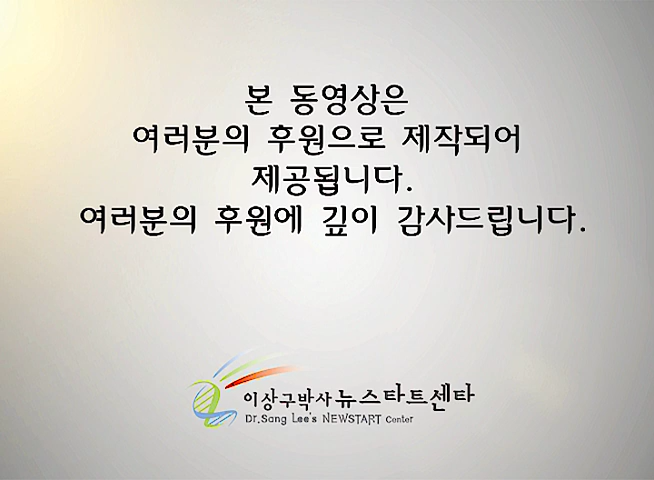 본 동영상은
여러분의 후원으로 제작되어
제공됩니다.
여러분의 후원에 깊이 감사드립니다.
이상구박사 뉴스타트센타
Dr.Sang Lee's NEWSTART Center